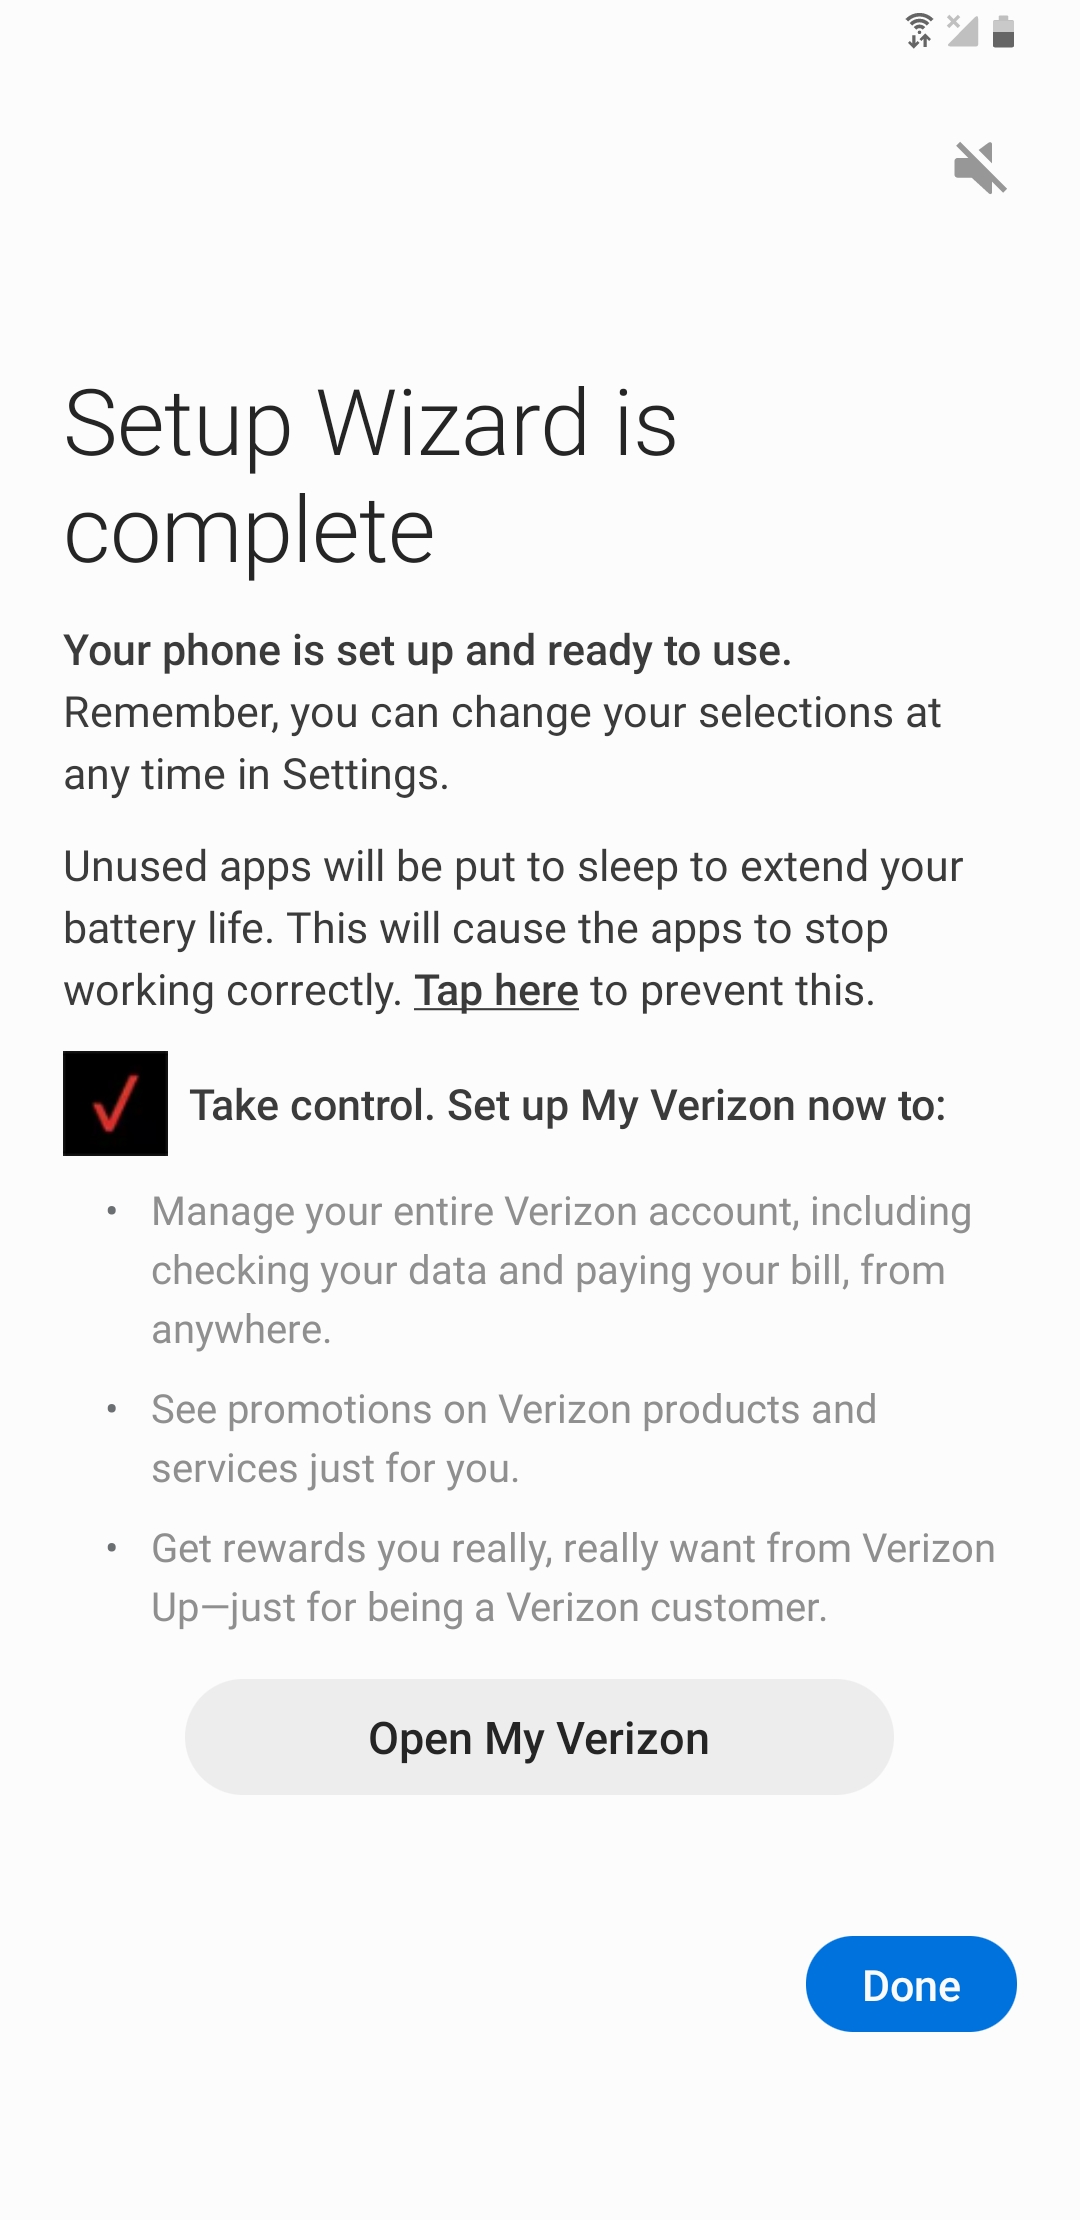 Setup Wizard is
complete
Your phone is set up and ready to use.
Remember, you can change your selections at
any time in Settings.
Unused apps will be put to sleep to extend your
battery life. This will cause the apps to stop
working correctly. Tap here to prevent this.
Take control. Set up My Verizon now to:
• Manage your entire Verizon account, including
checking your data and paying your bill, from
anywhere.
• See promotions on Verizon products and
services just for you.
• Get rewards you really, really want from Verizon
Up—just for being a Verizon customer.
Open My Verizon
Done